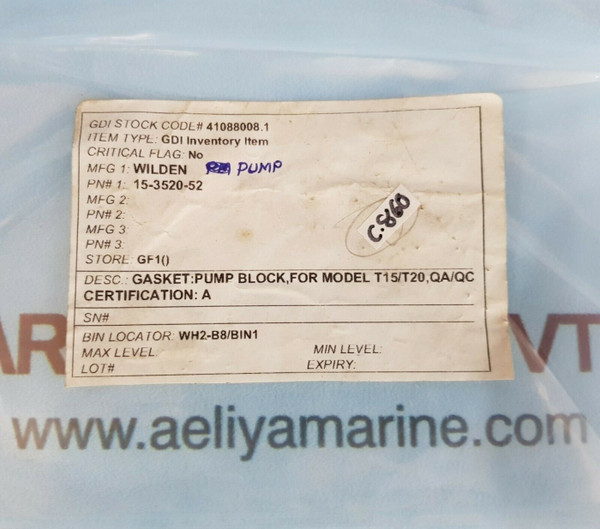 GDI STOCK CODE# 41088008.1
ITEM TYPE: GDI Inventory Item
CRITICAL FLAG: No
MFG 1: WILDEN PUMP
PN# 1: 15-3520-52
MFG 2:
PN# 2:
MFG 3:
PN# 3:
C-8660
STORE: GF1()
DESC.: GASKET:PUMP BLOCK,FOR MODEL T15/T20,QA/QC
CERTIFICATION: A
SN#
BIN LOCATOR: WH2-B8/BIN1
MAX LEVEL: MIN LEVEL:
LOT# EXPIRY:
AR VT
www.aeliyamarine.com